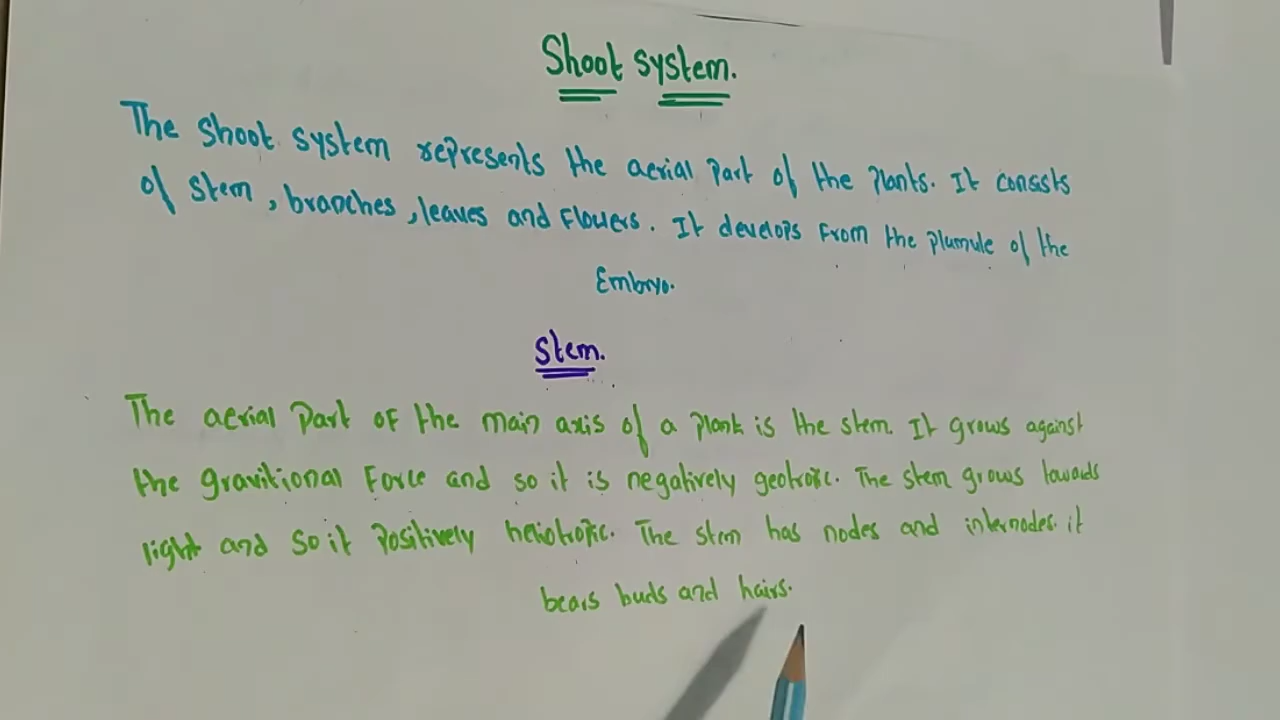 Shoot system.
The shoot system represents the aerial part of the plants. It consists
of stem, branches, leaves and flowers. It develops from the plumule of the
Embryo.
Stem.
The aerial part of the main axis of a plant is the stem. It grows against
the gravitional force and so it is negatively geotropic. The stem grows towards
light and so it positively heliotropic. The stem has nodes and internodes. it
bears buds and hairs.